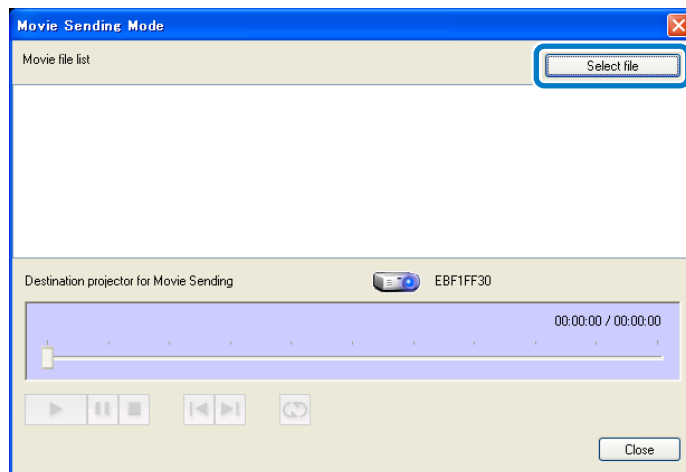 Movie Sending Mode
Movie file list
Select file
Destination projector for Movie Sending
EBF1FF30
00:00:00 / 00:00:00
Close